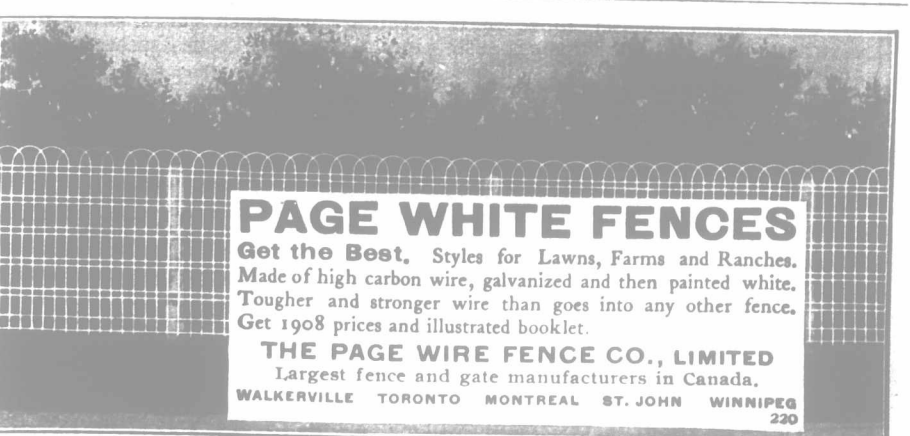 PAGE WHITE FENCES
Get the Best. Styles for Lawns, Farms and Ranches.
Made of high carbon wire, galvanized and then painted white.
Tougher and stronger wire than goes into any other fence.
Get 1908 prices and illustrated booklet.
THE PAGE WIRE FENCE CO., LIMITED
Largest fence and gate manufacturers in Canada.
WALKERVILLE TORONTO MONTREAL ST. JOHN WINNIPEG
220